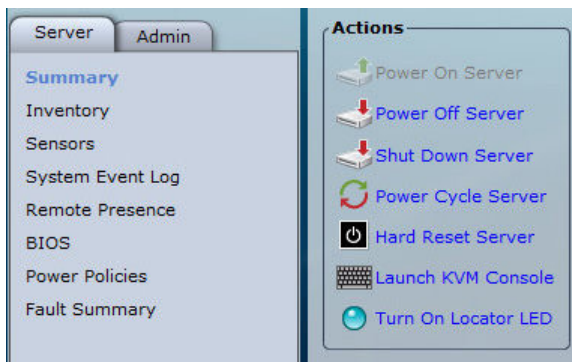 Server
Admin
Summary
Inventory
Sensors
System Event Log
Remote Presence
BIOS
Power Policies
Fault Summary
Actions
Power On Server
Power Off Server
Shut Down Server
Power Cycle Server
Hard Reset Server
Launch KVM Console
Turn On Locator LED